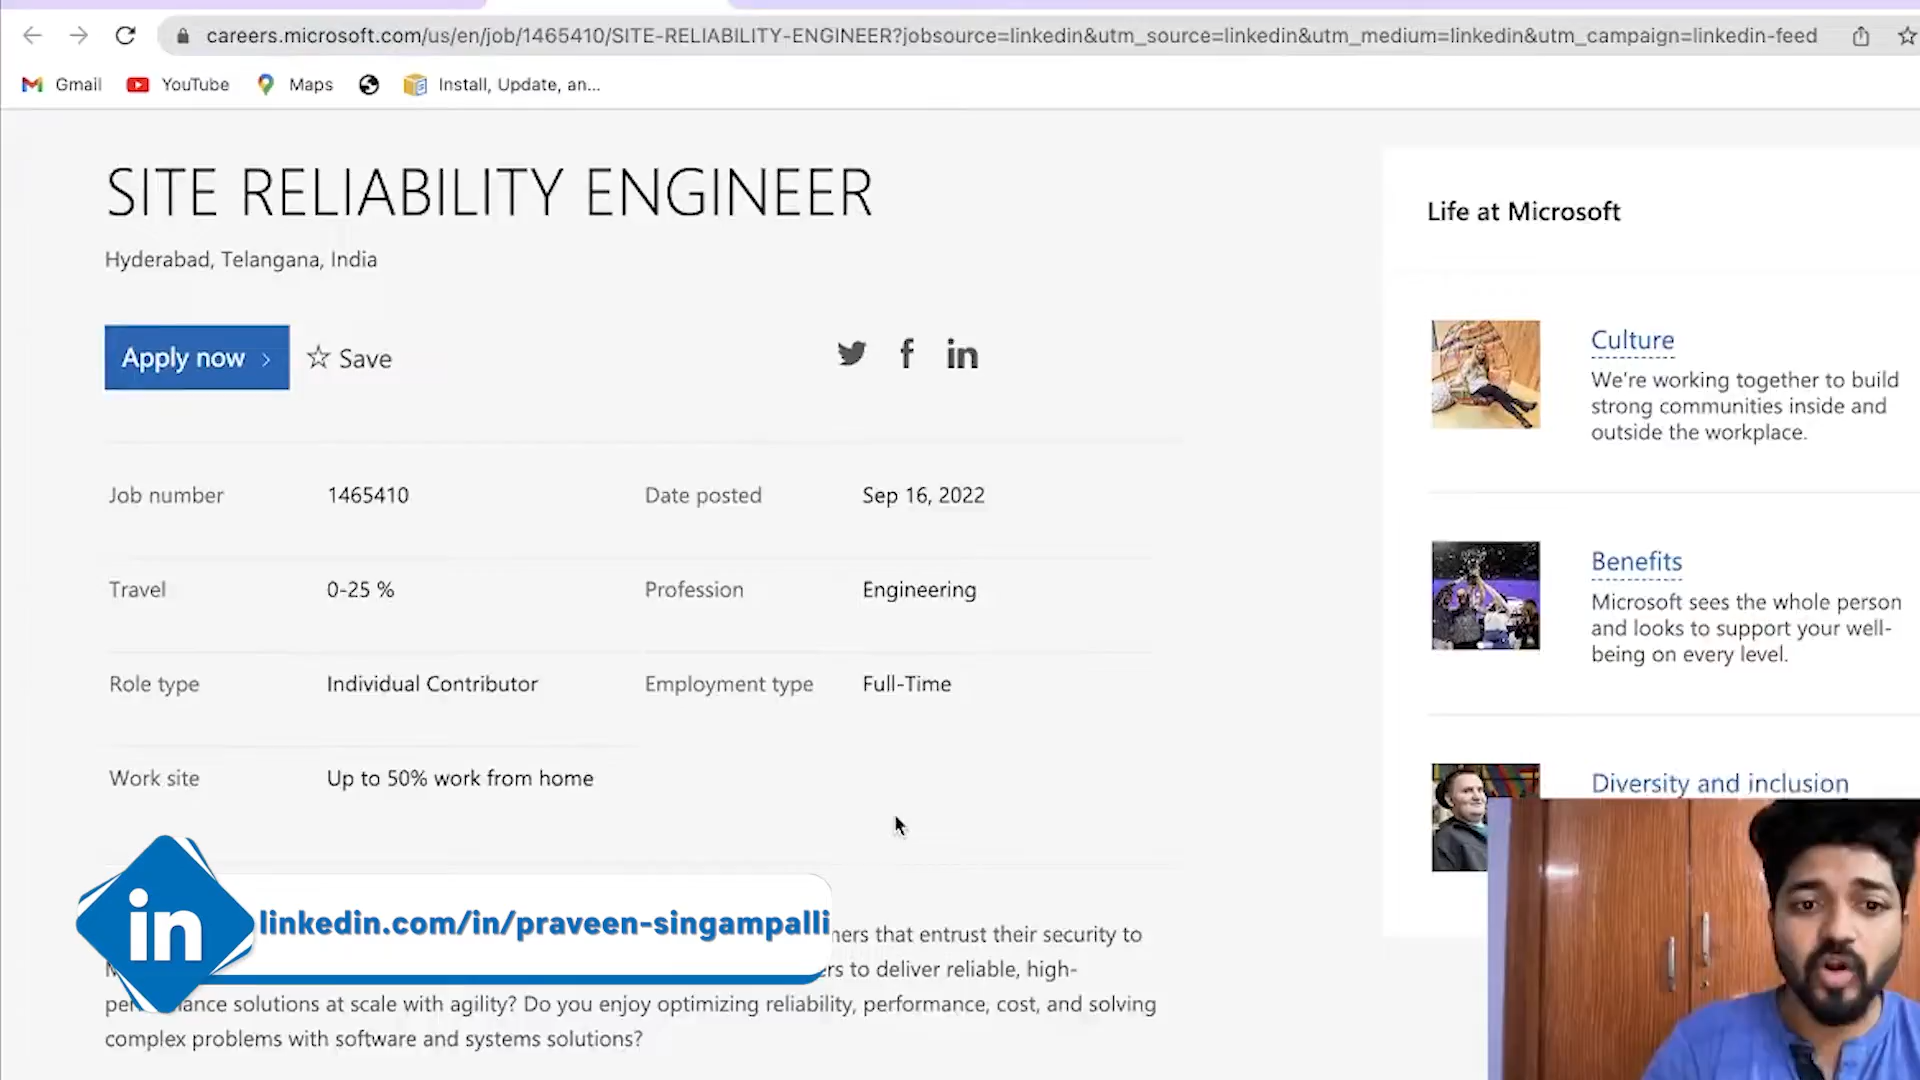 careers.microsoft.com/us/en/job/1465410/SITE-RELIABILITY-ENGINEER?jobsource=linkedin&utm_source=linkedin&utm_medium=linkedin&utm_campaign=linkedin-feed
Gmail YouTube Maps Install, Update, an...
SITE RELIABILITY ENGINEER
Hyderabad, Telangana, India
Apply now Save
Job number 1465410 Date posted Sep 16, 2022
Travel 0-25 % Profession Engineering
Role type Individual Contributor Employment type Full-Time
Work site Up to 50% work from home
in linkedin.com/in/praveen-singampalli
that entrust their security to
to deliver reliable, high-
solutions at scale with agility? Do you enjoy optimizing reliability, performance, cost, and solving
complex problems with software and systems solutions?
Life at Microsoft
Culture
We're working together to build
strong communities inside and
outside the workplace.
Benefits
Microsoft sees the whole person
and looks to support your well-
being on every level.
Diversity and inclusion